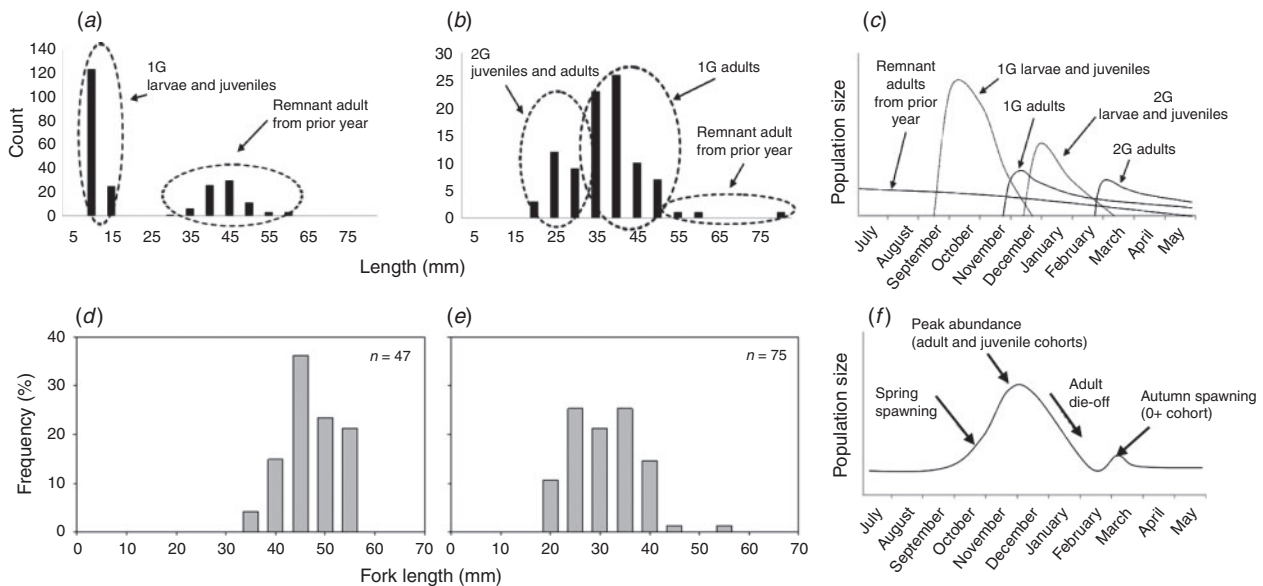 (a)
140
120
100
80
60
40
20
0
Count
1G
larvae and juveniles
Remnant adult
from prior year
5 15 25 35 45 55 65 75
(b)
30
25
20
15
10
5
0
2G
juveniles and adults
1G adults
Remnant adult
from prior year
5 15 25 35 45 55 65 75
Length (mm)
(c)
Population size
Remnant
adults
from prior
year
1G larvae and juveniles
1G adults
2G
larvae and juveniles
2G adults
July
August
September
October
November
December
January
February
March
April
May
(d)
40
30
20
10
0
Frequency (%)
n = 47
0 10 20 30 40 50 60 70
(e)
n = 75
0 10 20 30 40 50 60 70
Fork length (mm)
(f)
Population size
Peak abundance
(adult and juvenile cohorts)
Spring
spawning
Adult
die-off
Autumn spawning
(0+ cohort)
July
August
September
October
November
December
January
February
March
April
May